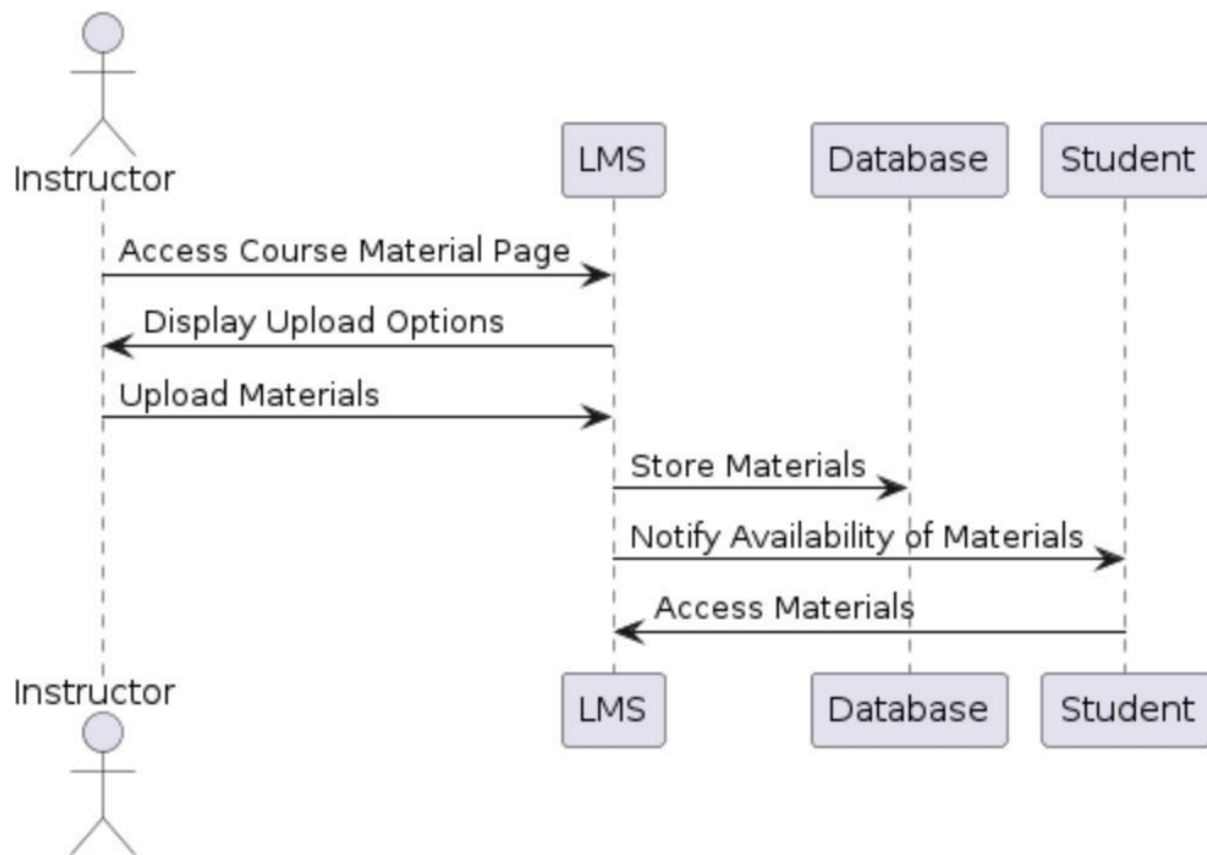 Instructor
LMS
Database
Student
Access Course Material Page
Display Upload Options
Upload Materials
Store Materials
Notify Availability of Materials
Access Materials
Instructor
LMS
Database
Student